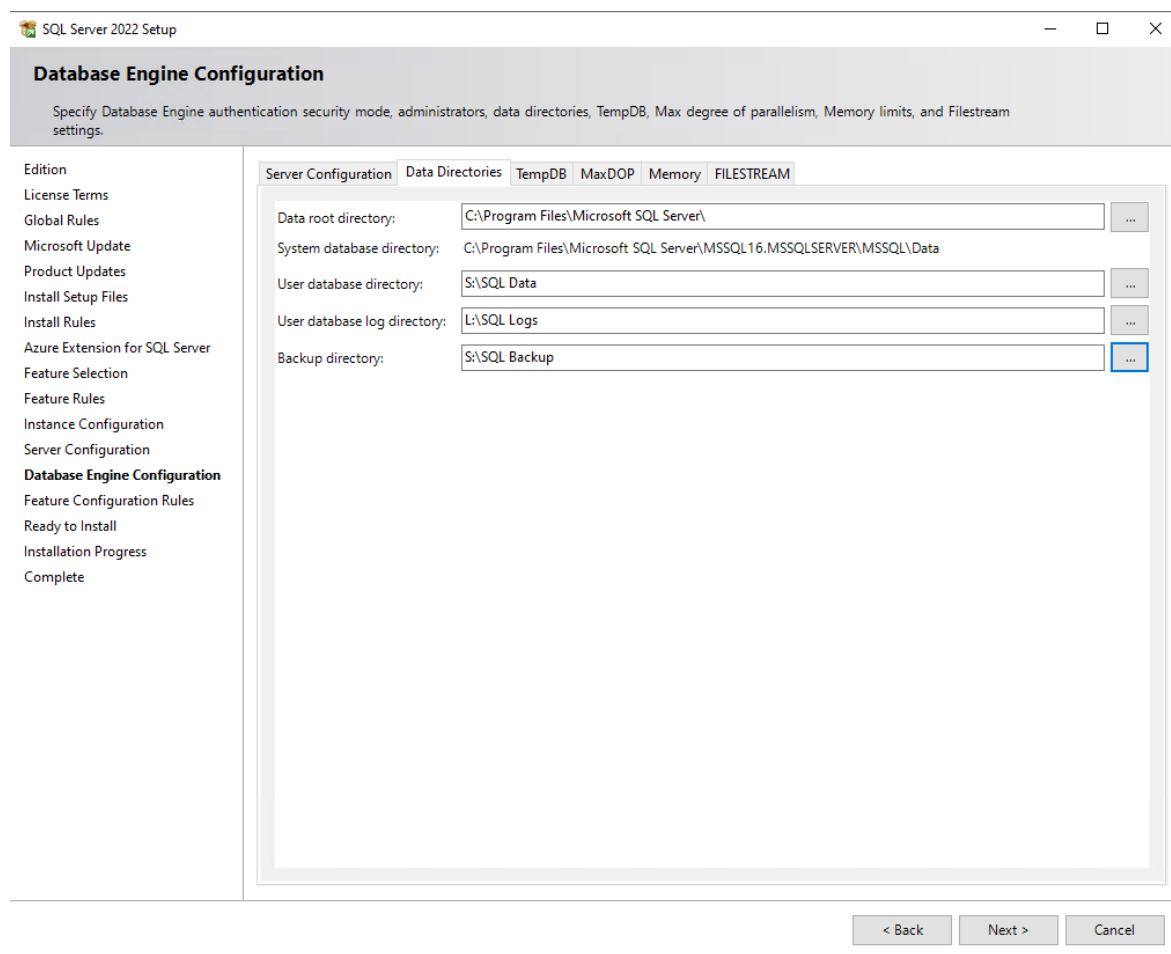 SQL Server 2022 Setup
Database Engine Configuration
Specify Database Engine authentication security mode, administrators, data directories, TempDB, Max degree of parallelism, Memory limits, and Filestream
settings.
Edition
License Terms
Global Rules
Microsoft Update
Product Updates
Install Setup Files
Install Rules
Azure Extension for SQL Server
Feature Selection
Feature Rules
Instance Configuration
Server Configuration
Database Engine Configuration
Feature Configuration Rules
Ready to Install
Installation Progress
Complete
Server Configuration Data Directories TempDB MaxDOP Memory FILESTREAM
Data root directory: C:\Program Files\Microsoft SQL Server\ ...
System database directory: C:\Program Files\Microsoft SQL Server\MSSQL16.MSSQLSERVER\MSSQL\Data
User database directory: S:\SQL Data ...
User database log directory: L:\SQL Logs ...
Backup directory: S:\SQL Backup ...
< Back Next > Cancel